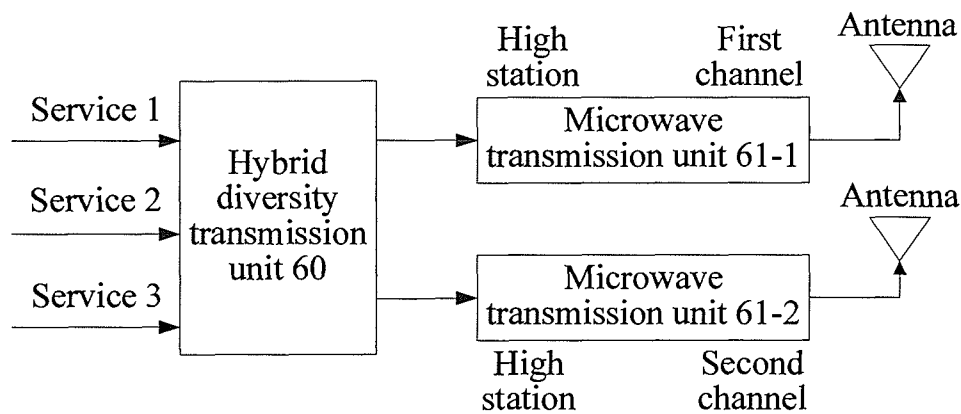 Service 1
Service 2
Service 3
Hybrid
diversity
transmission
unit 60
High
station
First
channel
Microwave
transmission unit 61-1
Antenna
Microwave
transmission unit 61-2
High
station
Second
channel
Antenna